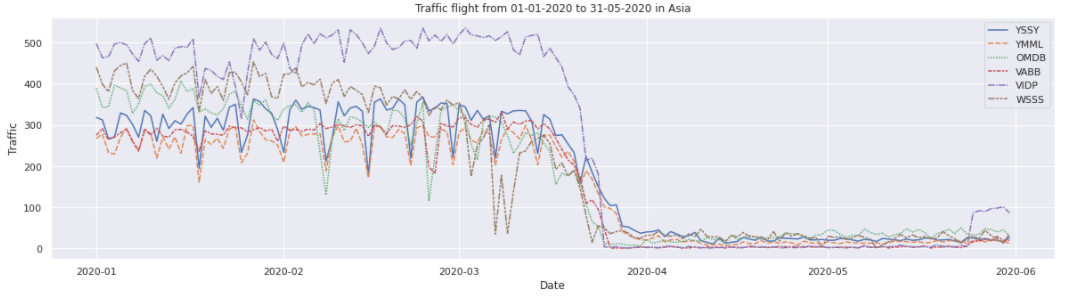 Traffic flight from 01-01-2020 to 31-05-2020 in Asia
500
400
300
200
100
0
Traffic
YSSY
YMML
OMDB
VABB
VIDP
WSSS
2020-01
2020-02
2020-03
2020-04
2020-05
2020-06
Date